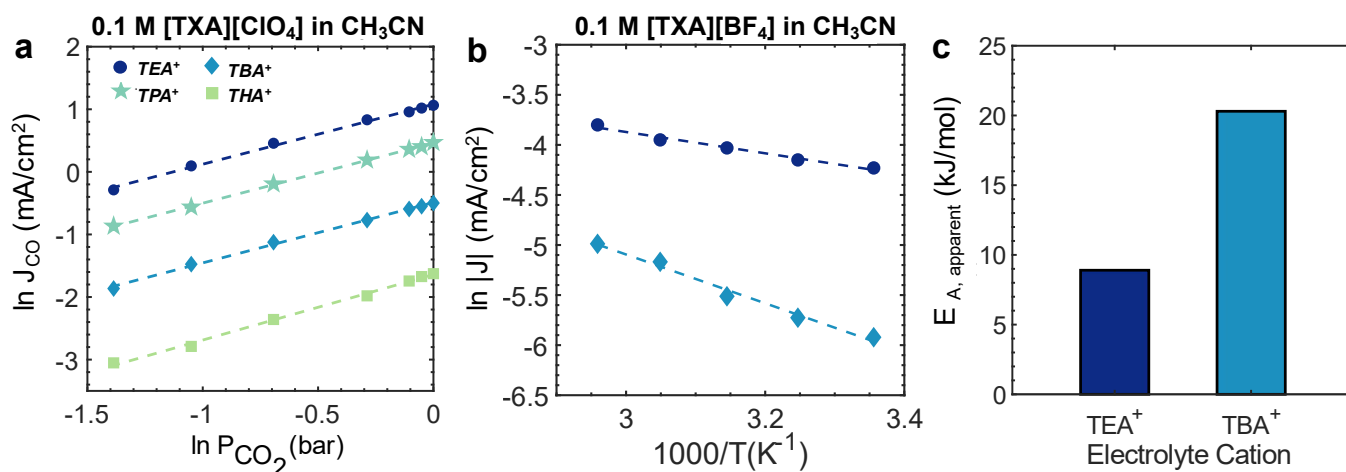 0.1 M [TXA][ClO₄] in CH₃CN
a
2
1
0
-1
-2
-3
ln J_CO (mA/cm²)
TEA⁺
TBA⁺
TPA⁺
THA⁺
-1.5
-1
-0.5
0
ln P_CO₂ (bar)
0.1 M [TXA][BF₄] in CH₃CN
b
-3
-3.5
-4
-4.5
-5
-5.5
-6
-6.5
ln |J| (mA/cm²)
3
3.2
3.4
1000/T(K⁻¹)
c
25
20
15
10
5
0
E A, apparent (kJ/mol)
TEA⁺
TBA⁺
Electrolyte Cation